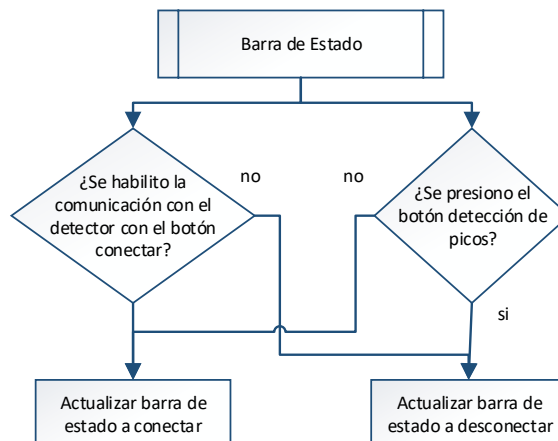 Barra de Estado
¿Se habilito la
comunicación con el
detector con el botón
conectar?
no
no
¿Se presiono el
botón detección de
picos?
si
Actualizar barra de
estado a conectar
Actualizar barra de
estado a desconectar